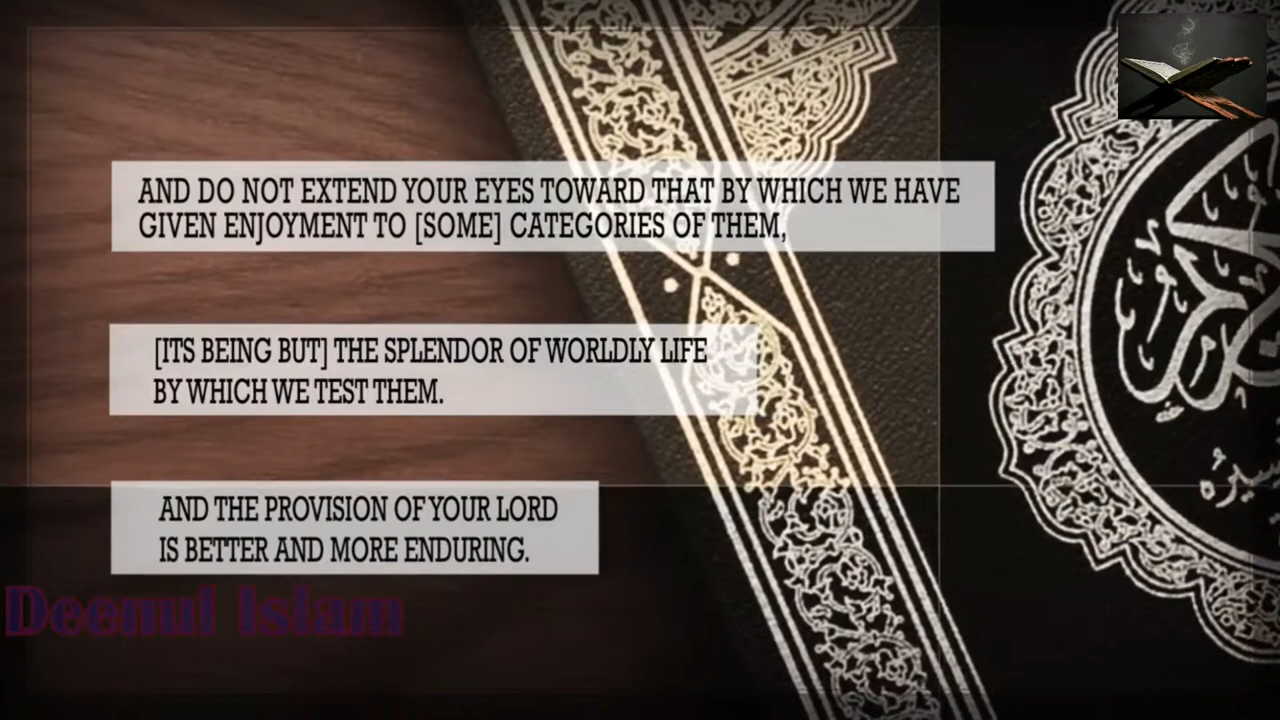 AND DO NOT EXTEND YOUR EYES TOWARD THAT BY WHICH WE HAVE
GIVEN ENJOYMENT TO [SOME] CATEGORIES OF THEM,
[ITS BEING BUT] THE SPLENDOR OF WORLDLY LIFE
BY WHICH WE TEST THEM.
AND THE PROVISION OF YOUR LORD
IS BETTER AND MORE ENDURING.
Deenul Islam